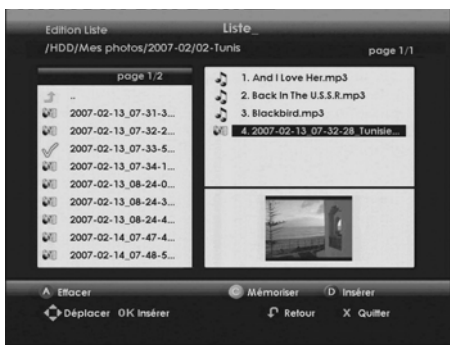 Edition Liste
Liste_
/HDD/Mes photos/2007-02/02-Tunis
page 1/1
page 1/2
..
2007-02-13_07-31-3...
2007-02-13_07-32-2...
2007-02-13_07-33-5...
2007-02-13_07-34-1...
2007-02-13_08-24-0...
2007-02-13_08-24-3...
2007-02-13_08-24-4...
2007-02-14_07-47-4...
2007-02-14_07-48-5...
1. And I Love Her.mp3
2. Back In The U.S.S.R.mp3
3. Blackbird.mp3
4. 2007-02-13_07-32-28_Tunisie...
A Effacer
C Mémoriser
D Insérer
Déplacer OK Insérer
Retour
X Quitter